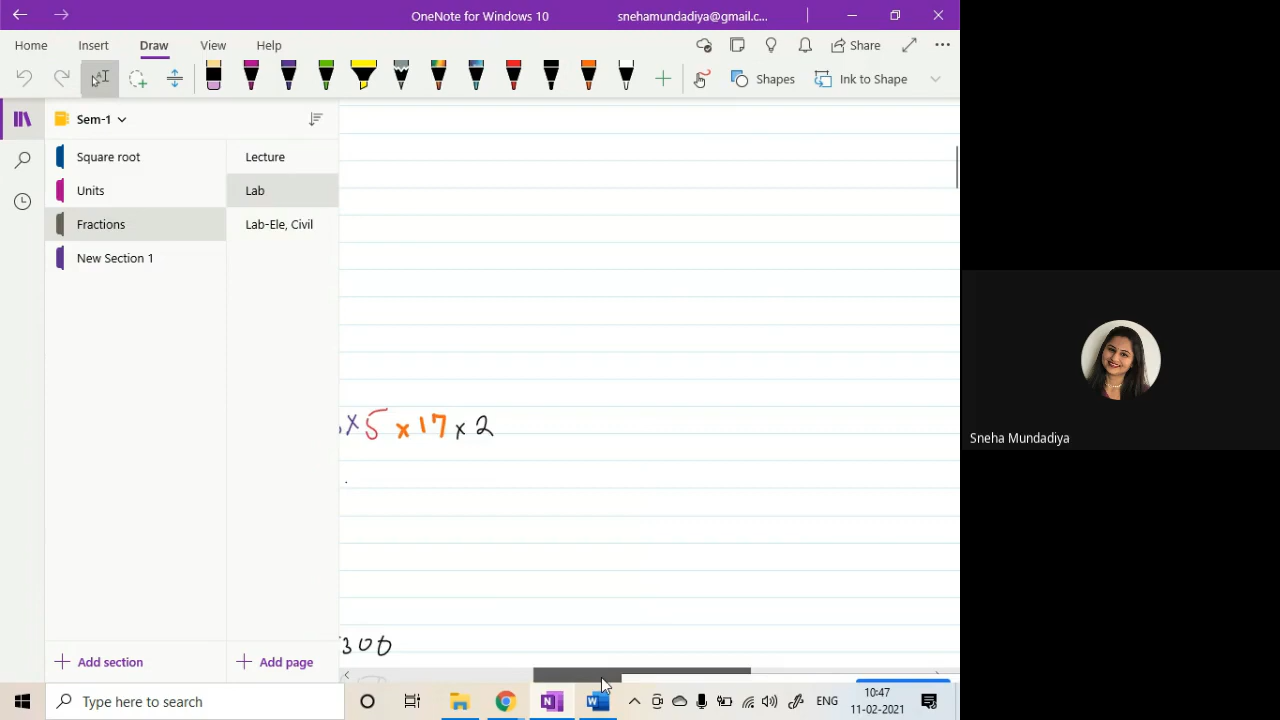 OneNote for Windows 10
snehamundadiya@gmail.c...
Home Insert Draw View Help
Share
Shapes
Ink to Shape
Sem-1
Square root
Units
Fractions
New Section 1
Lecture
Lab
Lab-Ele, Civil
x 5 x 17 x 2
300
Add section
Add page
Sneha Mundadiya
Type here to search
ENG
10:47
11-02-2021